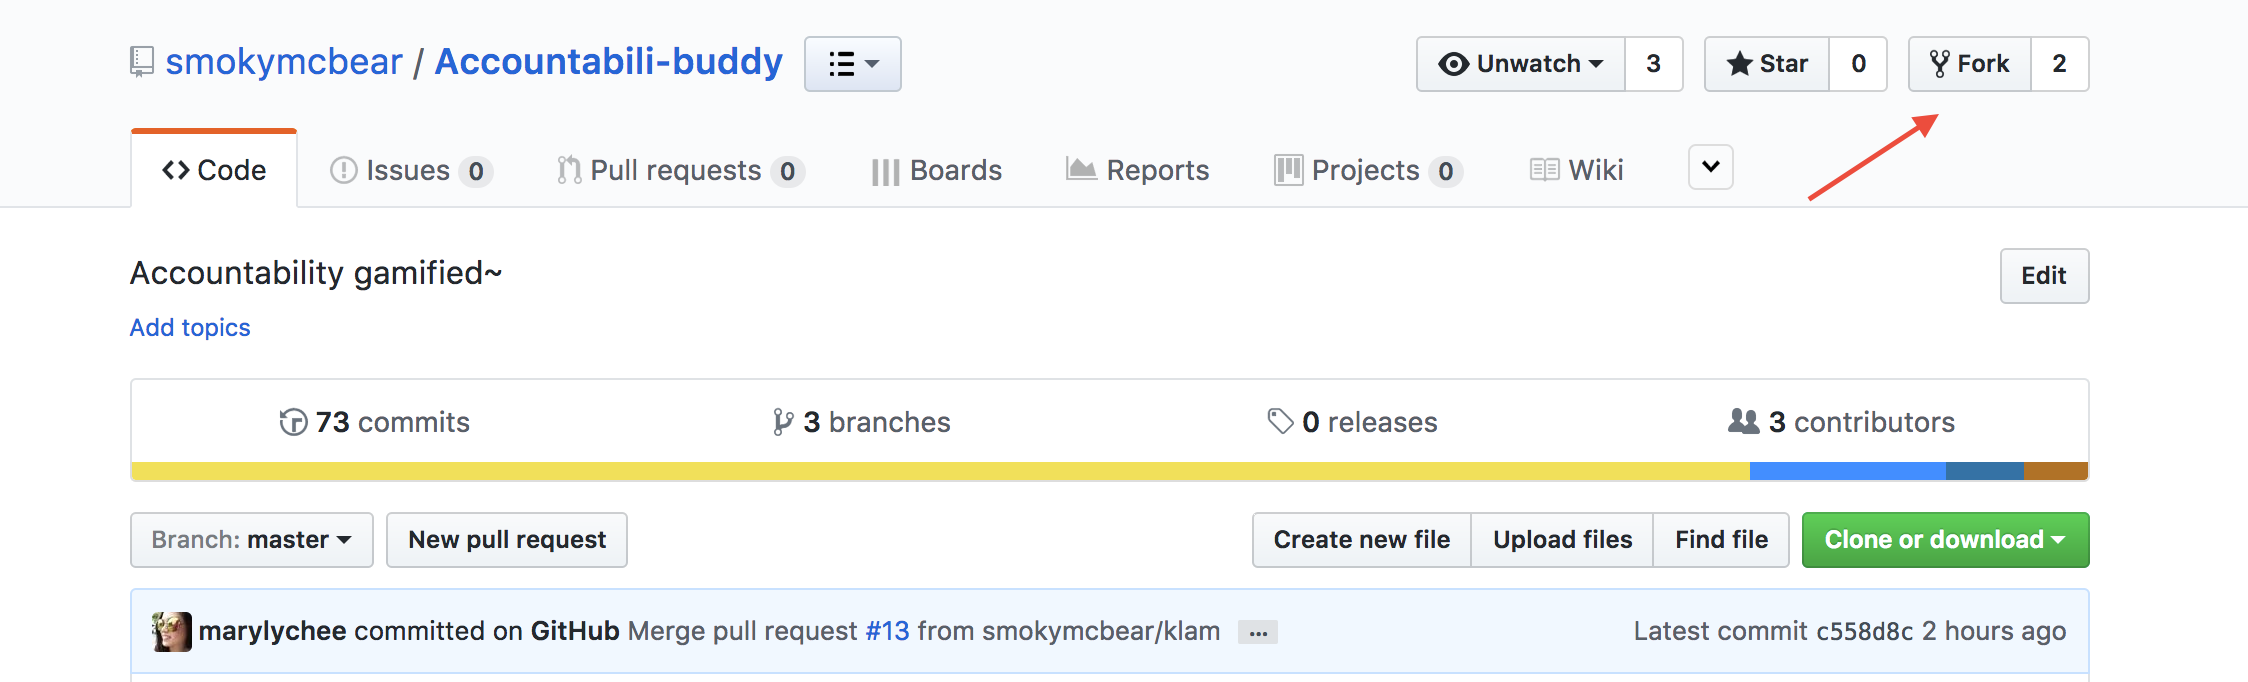 smokymcbear / Accountabili-buddy Unwatch 3 Star 0 Fork 2
Code Issues 0 Pull requests 0 Boards Reports Projects 0 Wiki
Accountability gamified~ Edit
Add topics
73 commits 3 branches 0 releases 3 contributors
Branch: master New pull request Create new file Upload files Find file Clone or download
marylychee committed on GitHub Merge pull request #13 from smokymcbear/klam ... Latest commit c558d8c 2 hours ago